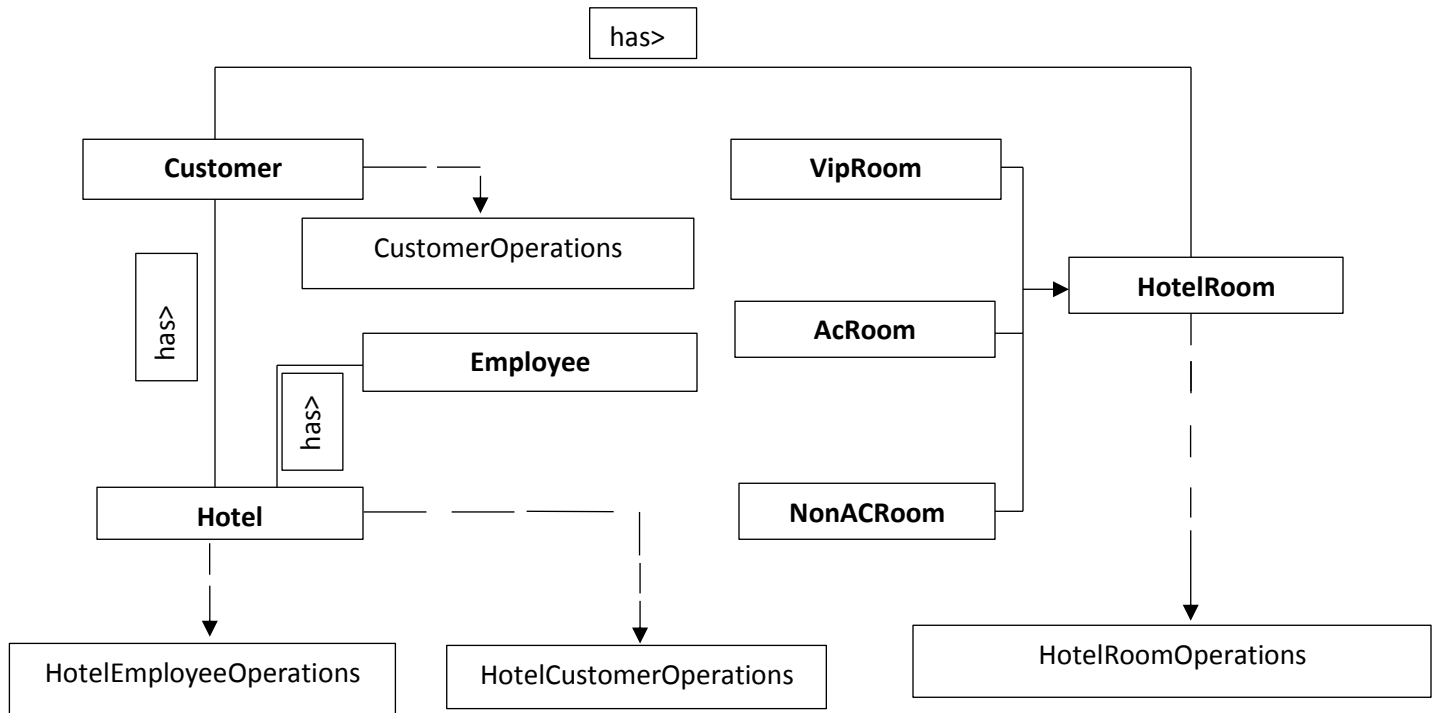 has>
Customer
VipRoom
CustomerOperations
HotelRoom
has>
AcRoom
Employee
has>
Hotel
NonACRoom
HotelEmployeeOperations
HotelCustomerOperations
HotelRoomOperations